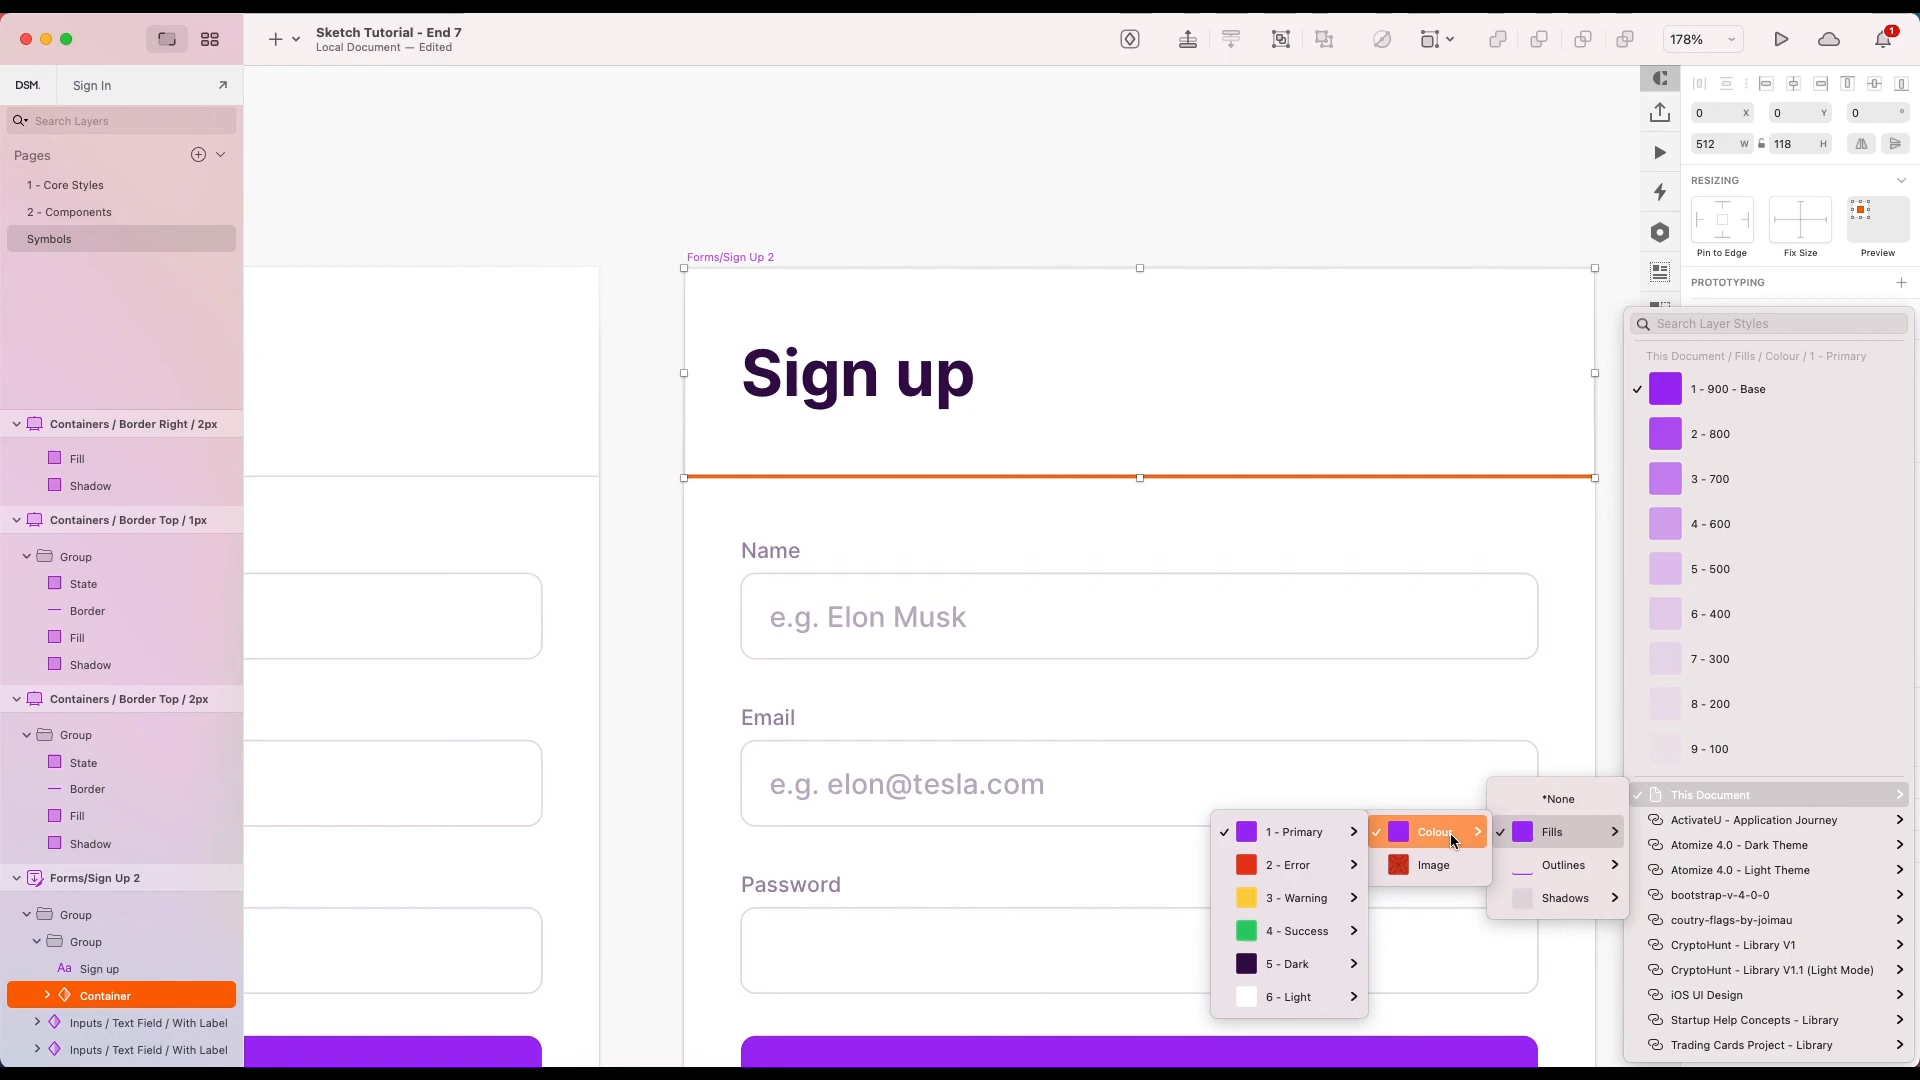 Sketch Tutorial - End 7
Local Document — Edited
178%
1
DSM.
Sign In
Search Layers
Pages
1 - Core Styles
2 - Components
Symbols
Containers / Border Right / 2px
Fill
Shadow
Containers / Border Top / 1px
Group
State
Border
Fill
Shadow
Containers / Border Top / 2px
Group
State
Border
Fill
Shadow
Forms/Sign Up 2
Group
Group
Aa Sign up
Container
Inputs / Text Field / With Label
Inputs / Text Field / With Label
Forms/Sign Up 2
Sign up
Name
e.g. Elon Musk
Email
e.g. elon@tesla.com
Password
0 X 0 Y 0 °
512 W 118 H
RESIZING
Pin to Edge Fix Size Preview
PROTOTYPING
Search Layer Styles
This Document / Fills / Colour / 1 - Primary
1 - 900 - Base
2 - 800
3 - 700
4 - 600
5 - 500
6 - 400
7 - 300
8 - 200
9 - 100
This Document
ActivateU - Application Journey
Atomize 4.0 - Dark Theme
Atomize 4.0 - Light Theme
bootstrap-v-4-0-0
coutry-flags-by-joimau
CryptoHunt - Library V1
CryptoHunt - Library V1.1 (Light Mode)
iOS UI Design
Startup Help Concepts - Library
Trading Cards Project - Library
*None
Fills
Outlines
Shadows
Colour
Image
1 - Primary
2 - Error
3 - Warning
4 - Success
5 - Dark
6 - Light